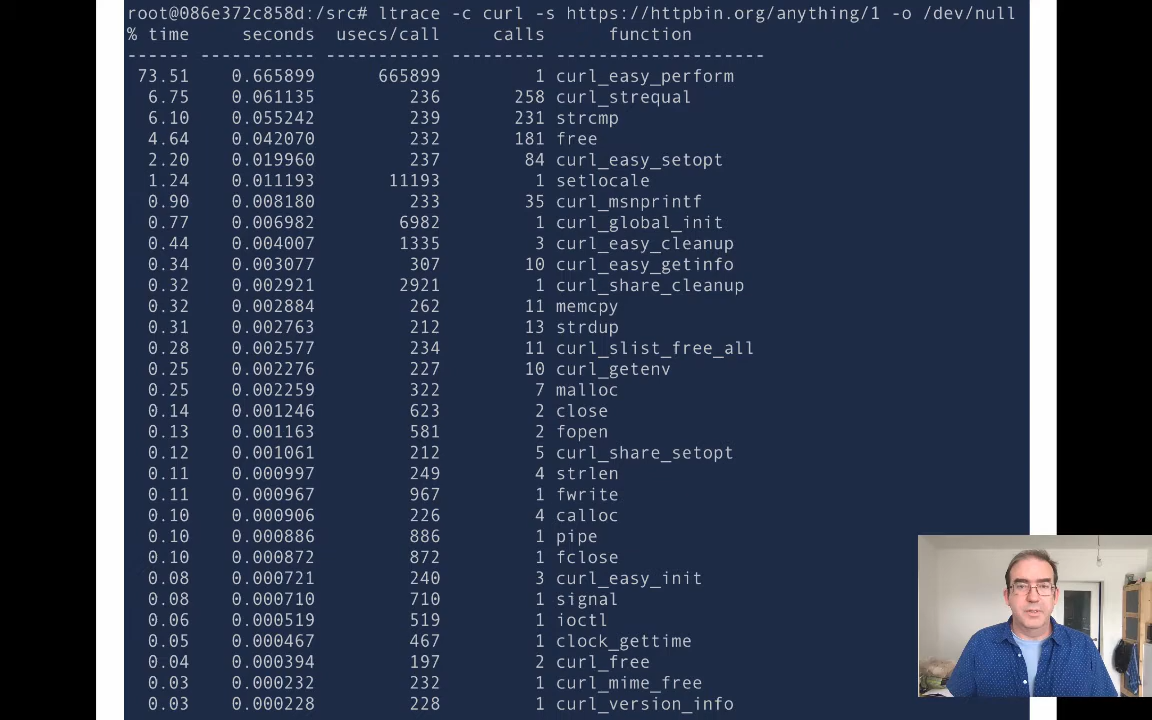 root@086e372c858d:/src# ltrace -c curl -s https://httpbin.org/anything/1 -o /dev/null
% time     seconds  usecs/call     calls      function
------ ----------- ----------- --------- --------------------
 73.51    0.665899      665899         1 curl_easy_perform
  6.75    0.061135         236       258 curl_strequal
  6.10    0.055242         239       231 strcmp
  4.64    0.042070         232       181 free
  2.20    0.019960         237        84 curl_easy_setopt
  1.24    0.011193       11193         1 setlocale
  0.90    0.008180         233        35 curl_msnprintf
  0.77    0.006982        6982         1 curl_global_init
  0.44    0.004007        1335         3 curl_easy_cleanup
  0.34    0.003077         307        10 curl_easy_getinfo
  0.32    0.002921        2921         1 curl_share_cleanup
  0.32    0.002884         262        11 memcpy
  0.31    0.002763         212        13 strdup
  0.28    0.002577         234        11 curl_slist_free_all
  0.25    0.002276         227        10 curl_getenv
  0.25    0.002259         322         7 malloc
  0.14    0.001246         623         2 close
  0.13    0.001163         581         2 fopen
  0.12    0.001061         212         5 curl_share_setopt
  0.11    0.000997         249         4 strlen
  0.11    0.000967         967         1 fwrite
  0.10    0.000906         226         4 calloc
  0.10    0.000886         886         1 pipe
  0.10    0.000872         872         1 fclose
  0.08    0.000721         240         3 curl_easy_init
  0.08    0.000710         710         1 signal
  0.06    0.000519         519         1 ioctl
  0.05    0.000467         467         1 clock_gettime
  0.04    0.000394         197         2 curl_free
  0.03    0.000232         232         1 curl_mime_free
  0.03    0.000228         228         1 curl_version_info